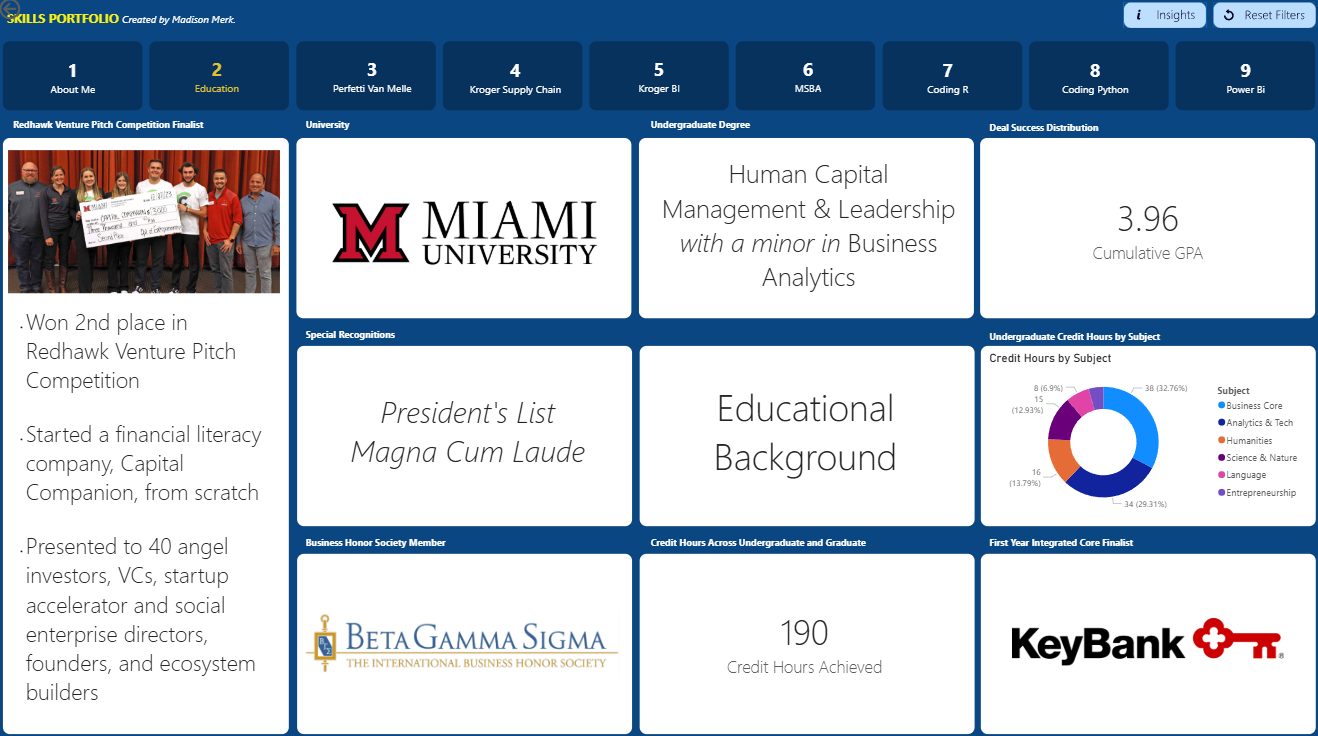 SKILLS PORTFOLIO Created by Madison Merk.
i Insights
Reset Filters
1
About Me
2
Education
3
Perfetti Van Melle
4
Kroger Supply Chain
5
Kroger BI
6
MSBA
7
Coding R
8
Coding Python
9
Power Bi
Redhawk Venture Pitch Competition Finalist
MIAMI
CAPITAL COMPANION
Second Place
Won 2nd place in
Redhawk Venture Pitch
Competition
Started a financial literacy
company, Capital
Companion, from scratch
Presented to 40 angel
investors, VCs, startup
accelerator and social
enterprise directors,
founders, and ecosystem
builders
University
M MIAMI
UNIVERSITY
Undergraduate Degree
Human Capital
Management & Leadership
with a minor in Business
Analytics
Deal Success Distribution
3.96
Cumulative GPA
Special Recognitions
President's List
Magna Cum Laude
Educational
Background
Undergraduate Credit Hours by Subject
Credit Hours by Subject
8 (6.9%)
38 (32.76%)
15
(12.93%)
16
(13.79%)
34 (29.31%)
Subject
Business Core
Analytics & Tech
Humanities
Science & Nature
Language
Entrepreneurship
Business Honor Society Member
BETA GAMMA SIGMA
THE INTERNATIONAL BUSINESS HONOR SOCIETY
Credit Hours Across Undergraduate and Graduate
190
Credit Hours Achieved
First Year Integrated Core Finalist
KeyBank